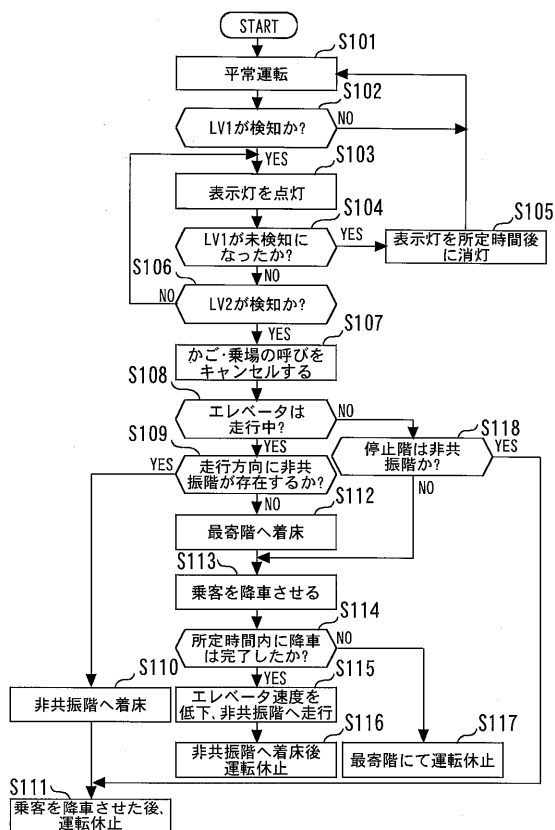 START
S101
平常運転
S102
LV1が検知か?
NO
YES
S103
表示灯を点灯
S104
LV1が未検知に
なったか?
YES
S105
表示灯を所定時間後
に消灯
NO
S106
LV2が検知か?
NO
YES
S107
かご・乗場の呼びを
キャンセルする
S108
エレベータは
走行中?
NO
YES
S118
停止階は非共
振階か?
YES
NO
S109
走行方向に非共
振階が存在するか?
YES
NO
S112
最寄階へ着床
S113
乗客を降車させる
S114
所定時間内に降車
は完了したか?
NO
YES
S110
非共振階へ着床
S115
エレベータ速度を
低下、非共振階へ走行
S116
非共振階へ着床後
運転休止
S117
最寄階にて運転休止
S111
乗客を降車させた後、
運転休止